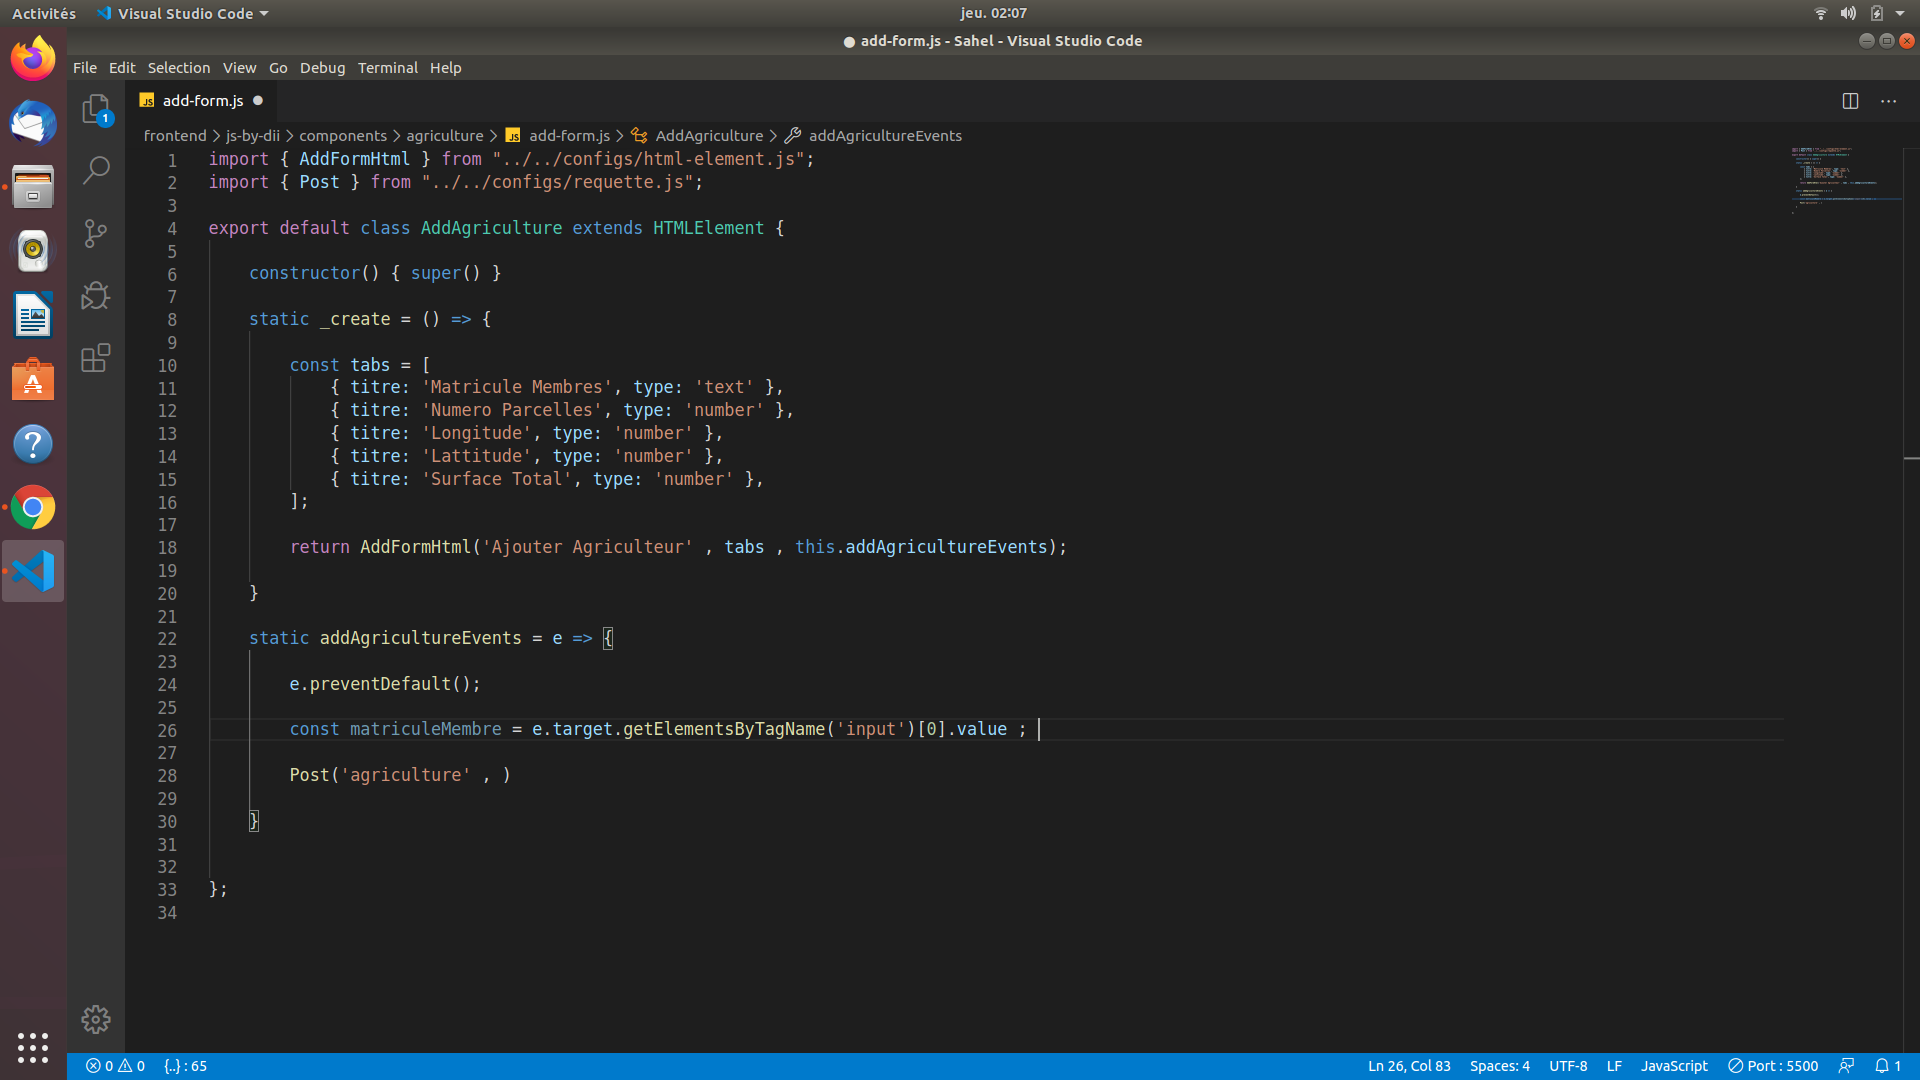 Activités Visual Studio Code jeu. 02:07
add-form.js - Sahel - Visual Studio Code
File Edit Selection View Go Debug Terminal Help
JS add-form.js
frontend > js-by-dii > components > agriculture > JS add-form.js > AddAgriculture > addAgricultureEvents
1 import { AddFormHtml } from "../../configs/html-element.js";
2 import { Post } from "../../configs/requette.js";
3
4 export default class AddAgriculture extends HTMLElement {
5
6 constructor() { super() }
7
8 static _create = () => {
9
10 const tabs = [
11 { titre: 'Matricule Membres', type: 'text' },
12 { titre: 'Numero Parcelles', type: 'number' },
13 { titre: 'Longitude', type: 'number' },
14 { titre: 'Lattitude', type: 'number' },
15 { titre: 'Surface Total', type: 'number' },
16 ];
17
18 return AddFormHtml('Ajouter Agriculteur' , tabs , this.addAgricultureEvents);
19
20 }
21
22 static addAgricultureEvents = e => {
23
24 e.preventDefault();
25
26 const matriculeMembre = e.target.getElementsByTagName('input')[0].value ;
27
28 Post('agriculture' , )
29
30 }
31
32
33 };
34
1
0 0 {..} : 65 Ln 26, Col 83 Spaces: 4 UTF-8 LF JavaScript Port : 5500 1